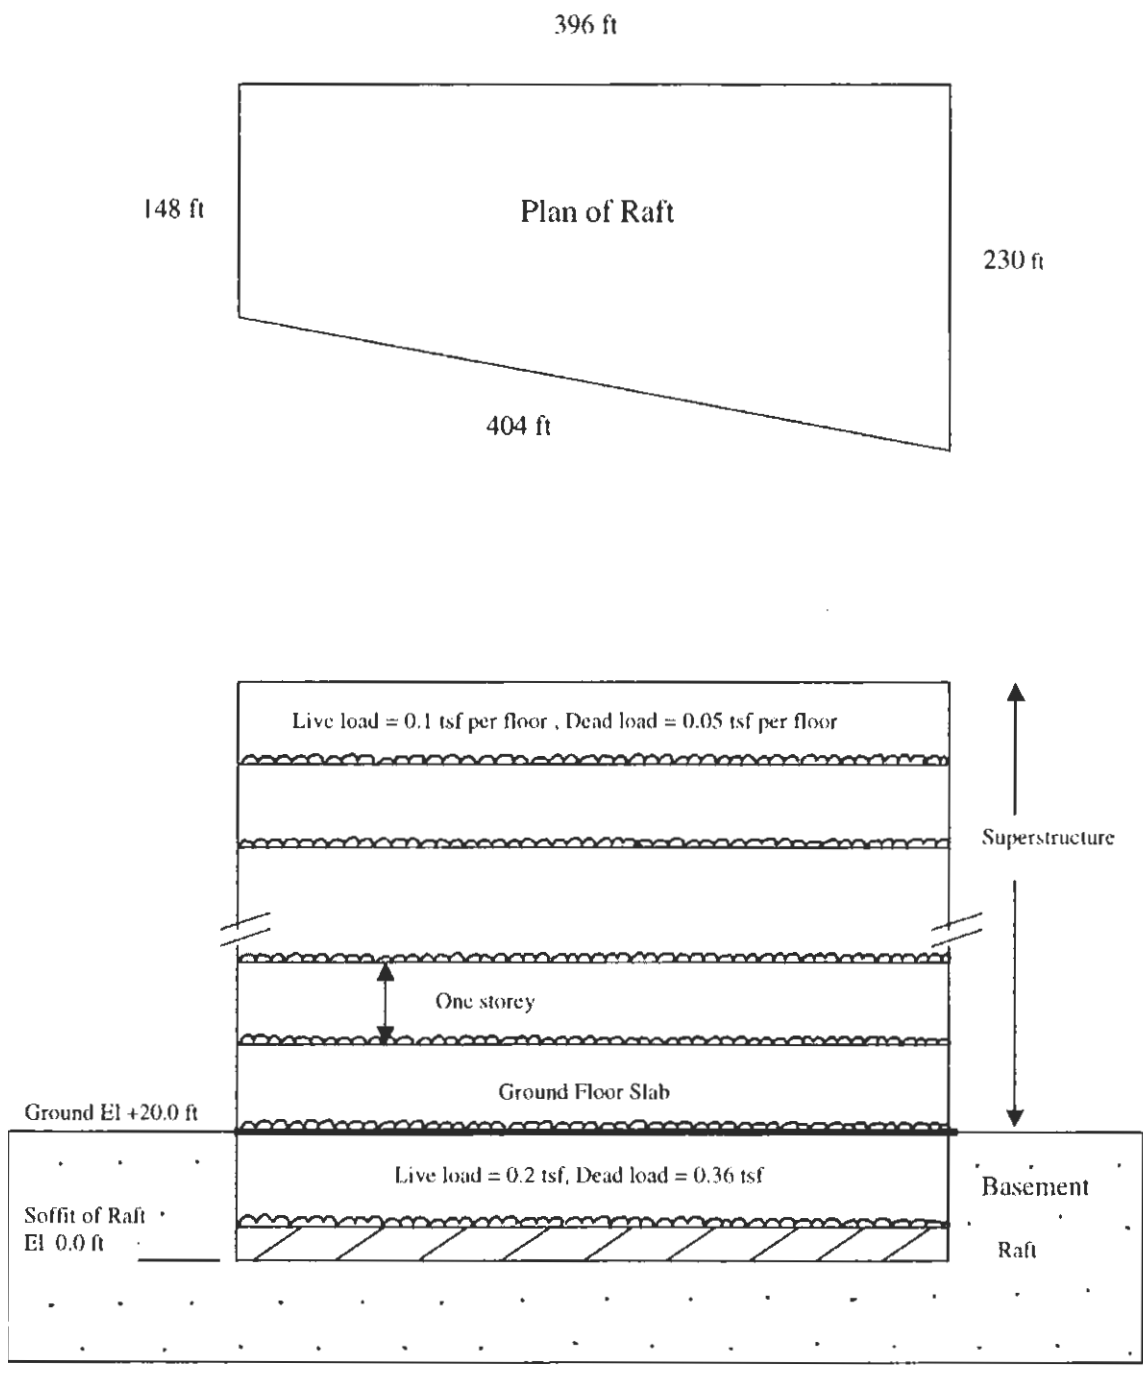 396 ft
148 ft
Plan of Raft
230 ft
404 ft
Live load = 0.1 tsf per floor , Dead load = 0.05 tsf per floor
Superstructure
One storey
Ground Floor Slab
Ground El +20.0 ft
Live load = 0.2 tsf, Dead load = 0.36 tsf
Basement
Soffit of Raft
El 0.0 ft
Raft